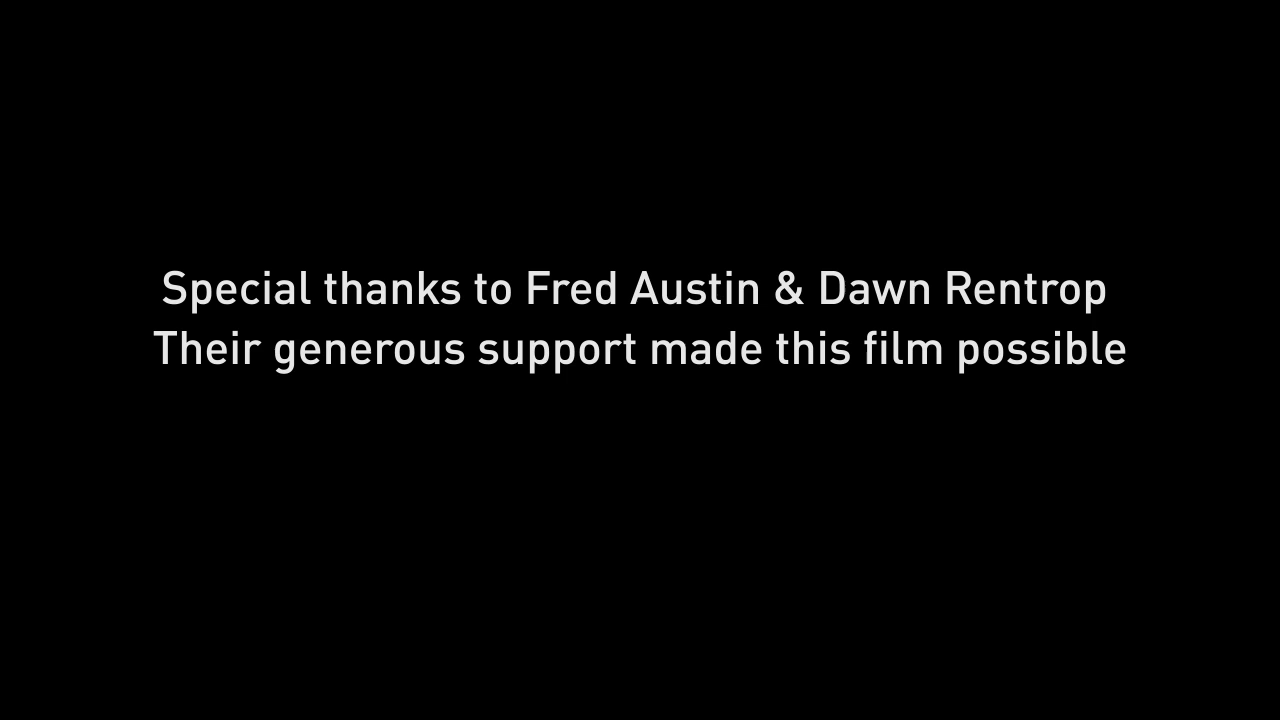 Special thanks to Fred Austin & Dawn Rentrop
Their generous support made this film possible